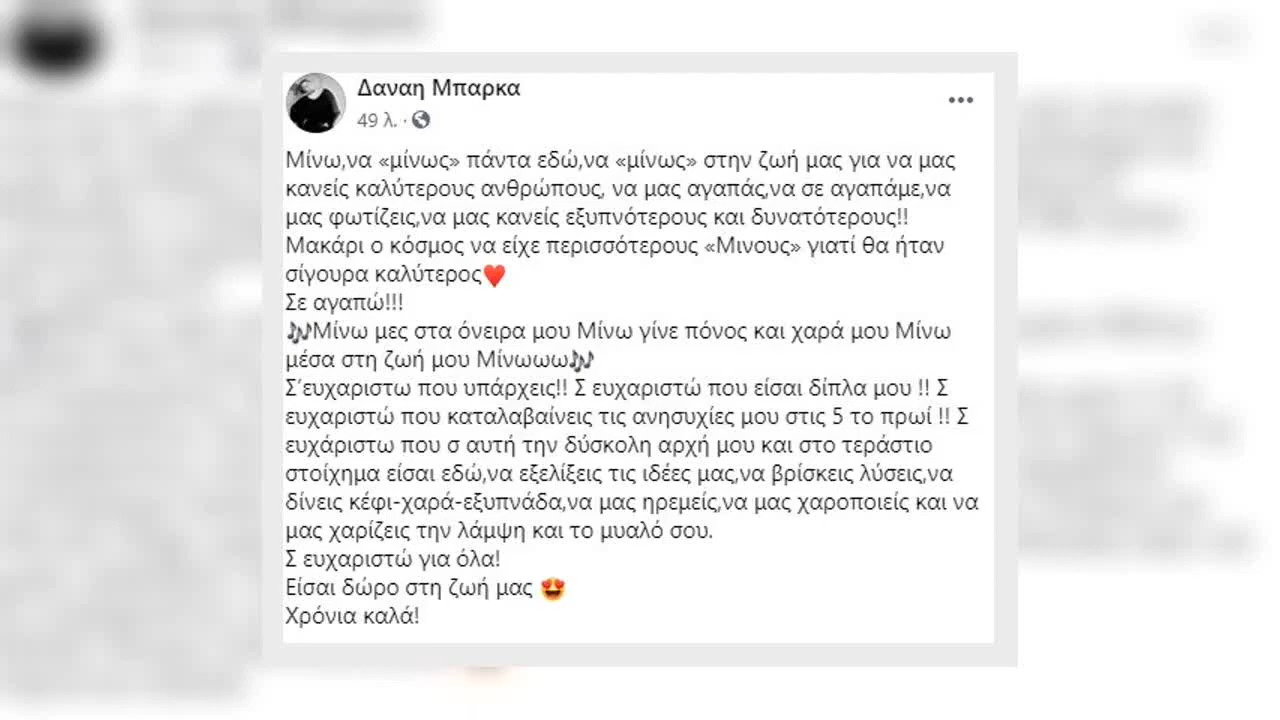 Δαναη Μπαρκα
49 λ. ·
Μίνω,να «μίνως» πάντα εδώ,να «μίνως» στην ζωή μας για να μας
κανείς καλύτερους ανθρώπους, να μας αγαπάς,να σε αγαπάμε,να
μας φωτίζεις,να μας κανείς εξυπνότερους και δυνατότερους!!
Μακάρι ο κόσμος να είχε περισσότερους «Μινους» γιατί θα ήταν
σίγουρα καλύτερος❤️
Σε αγαπώ!!!
🎶Μίνω μες στα όνειρα μου Μίνω γίνε πόνος και χαρά μου Μίνω
μέσα στη ζωή μου Μίνωωω🎶
Σ΄ευχαριστω που υπάρχεις!! Σ ευχαριστώ που είσαι δίπλα μου !! Σ
ευχαριστώ που καταλαβαίνεις τις ανησυχίες μου στις 5 το πρωί !! Σ
ευχάριστω που σ αυτή την δύσκολη αρχή μου και στο τεράστιο
στοίχημα είσαι εδώ,να εξελίξεις τις ιδέες μας,να βρίσκεις λύσεις,να
δίνεις κέφι-χαρά-εξυπνάδα,να μας ηρεμείς,να μας χαροποιείς και να
μας χαρίζεις την λάμψη και το μυαλό σου.
Σ ευχαριστώ για όλα!
Είσαι δώρο στη ζωή μας 😍
Χρόνια καλά!